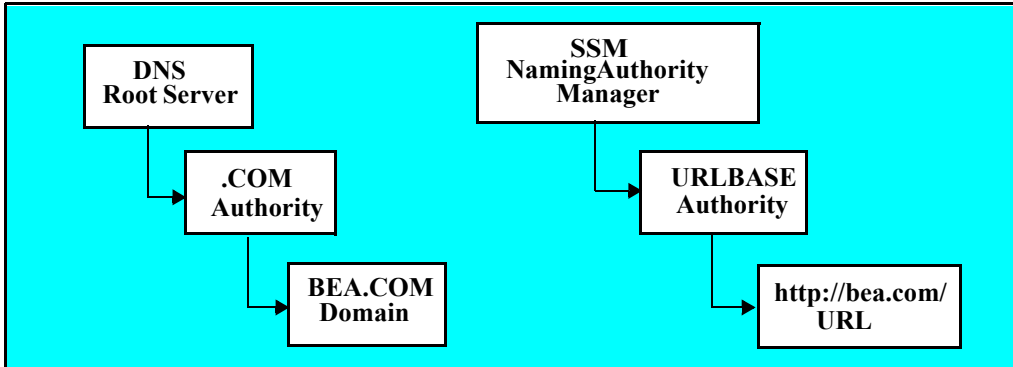 DNS
Root Server
.COM
Authority
BEA.COM
Domain
SSM
NamingAuthority
Manager
URLBASE
Authority
http://bea.com/
URL